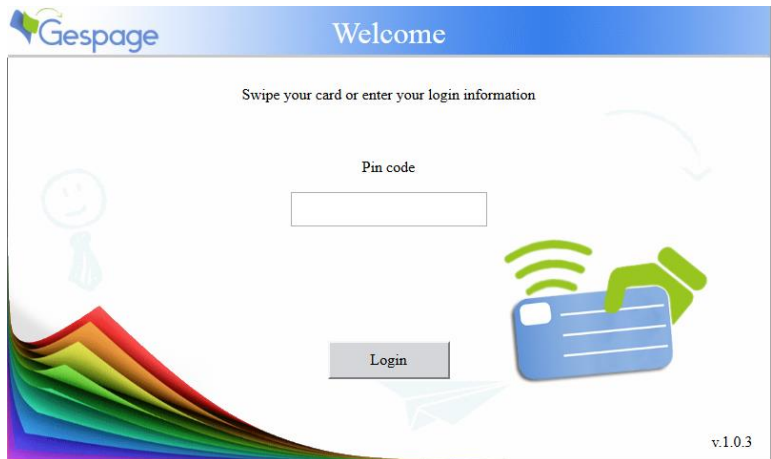 Gespage
Welcome
Swipe your card or enter your login information
Pin code
Login
v.1.0.3